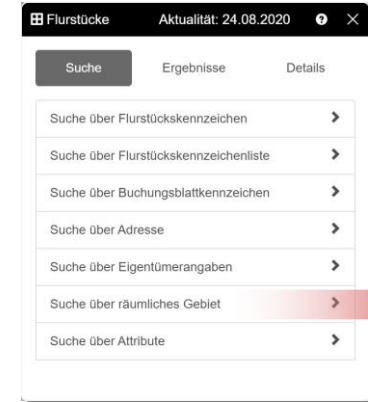 Flurstücke Aktualität: 24.08.2020
Suche Ergebnisse Details
Suche über Flurstückskennzeichen
Suche über Flurstückskennzeichenliste
Suche über Buchungsblattkennzeichen
Suche über Adresse
Suche über Eigentümerangaben
Suche über räumliches Gebiet
Suche über Attribute